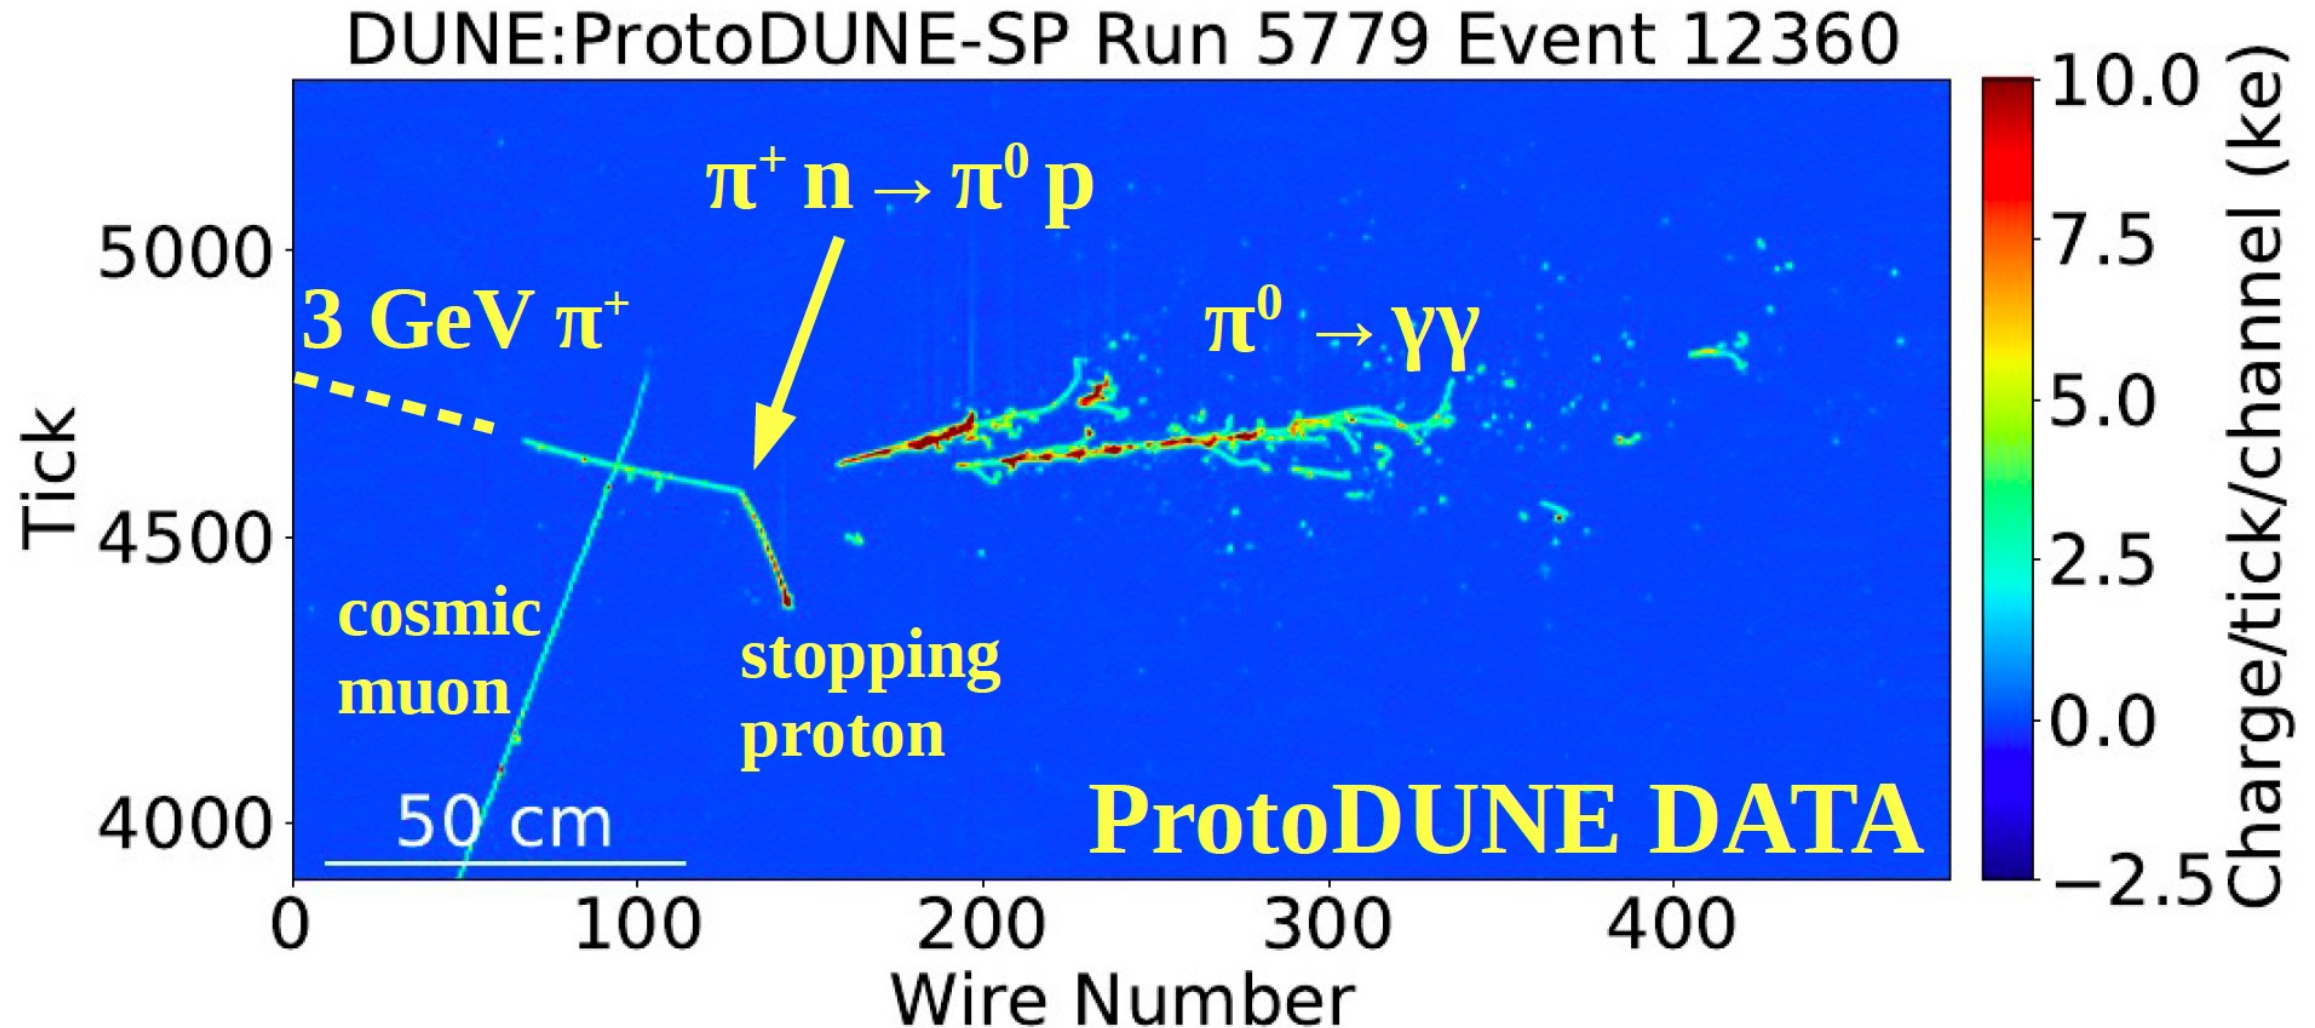 DUNE:ProtoDUNE-SP Run 5779 Event 12360
π⁺ n → π⁰ p
3 GeV π⁺
π⁰ → γγ
cosmic
muon
stopping
proton
50 cm
ProtoDUNE DATA
Tick
5000
4500
4000
0 100 200 300 400
Wire Number
10.0
7.5
5.0
2.5
0.0
−2.5
Charge/tick/channel (ke)